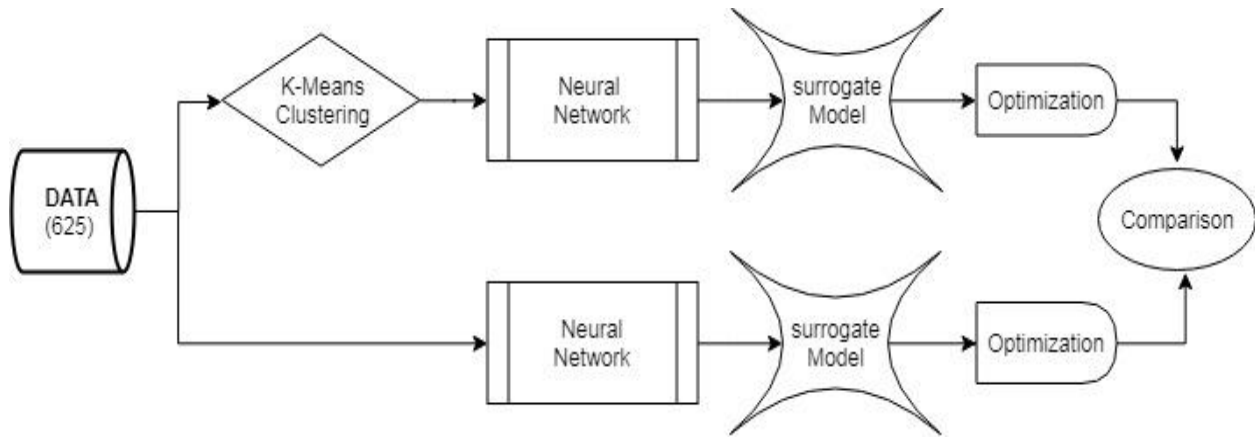 DATA
(625)
K-Means
Clustering
Neural
Network
surrogate
Model
Optimization
Comparison
Neural
Network
surrogate
Model
Optimization